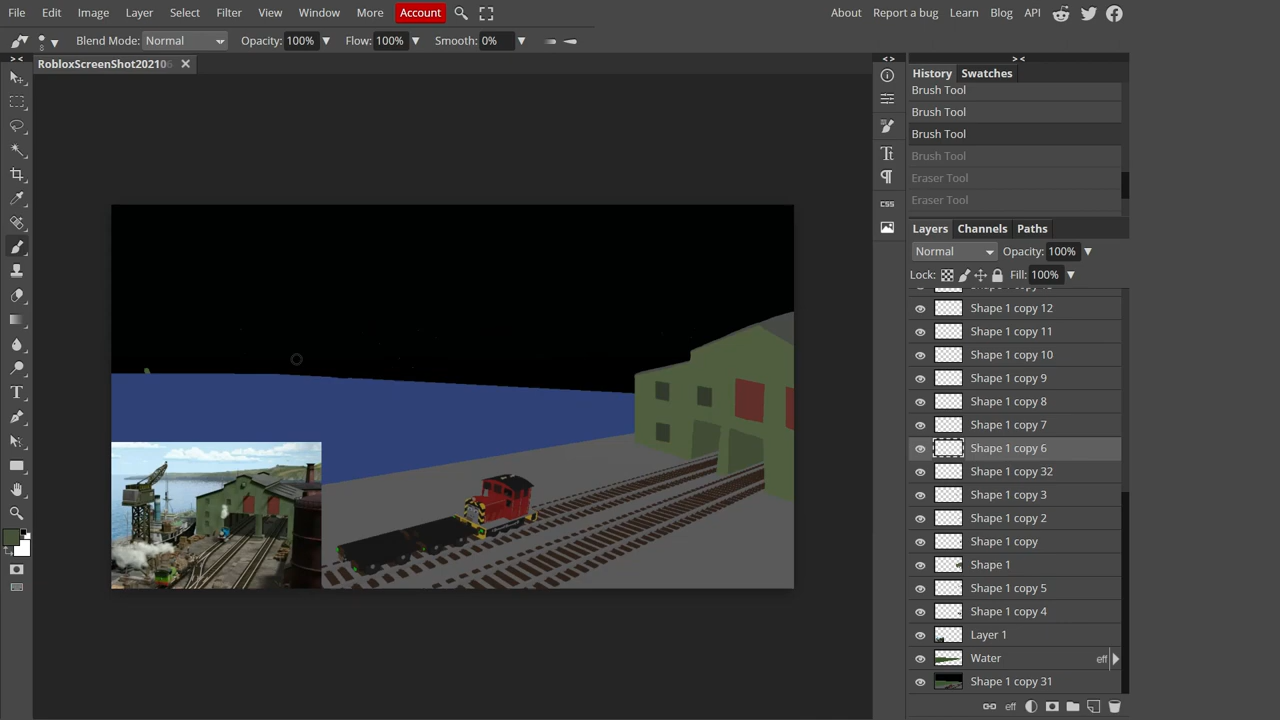 File Edit Image Layer Select Filter View Window More Account About Report a bug Learn Blog API
Blend Mode: Normal Opacity: 100% Flow: 100% Smooth: 0%
RobloxScreenShot202106
History Swatches
Brush Tool
Brush Tool
Brush Tool
Brush Tool
Eraser Tool
Eraser Tool
Layers Channels Paths
Normal Opacity: 100%
Lock: Fill: 100%
Shape 1 copy 12
Shape 1 copy 11
Shape 1 copy 10
Shape 1 copy 9
Shape 1 copy 8
Shape 1 copy 7
Shape 1 copy 6
Shape 1 copy 32
Shape 1 copy 3
Shape 1 copy 2
Shape 1 copy
Shape 1
Shape 1 copy 5
Shape 1 copy 4
Layer 1
Water eff
Shape 1 copy 31
eff
CSS